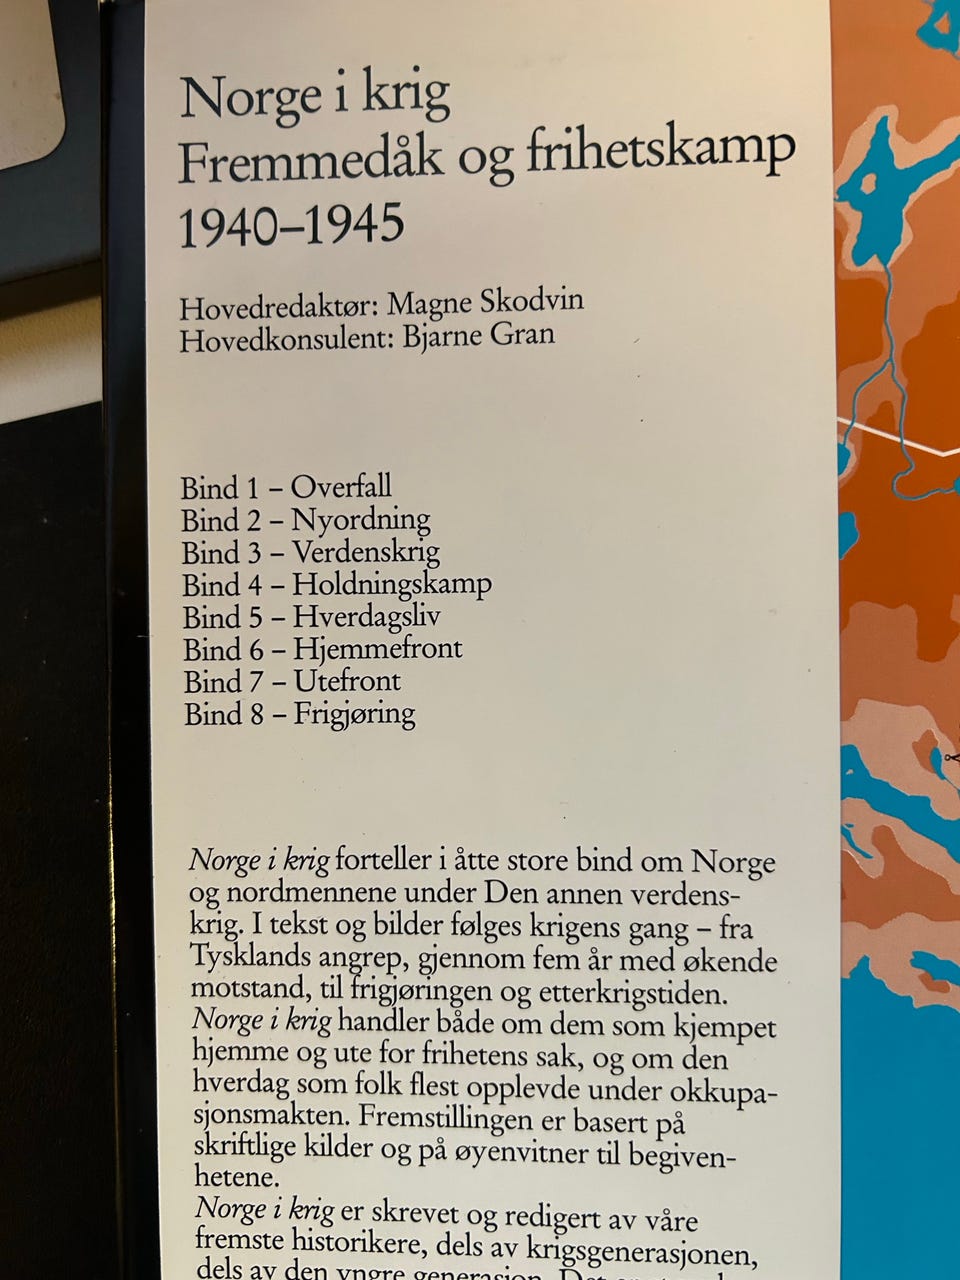 Norge i krig
Fremmedåk og frihetskamp
1940–1945
Hovedredaktør: Magne Skodvin
Hovedkonsulent: Bjarne Gran
Bind 1 – Overfall
Bind 2 – Nyordning
Bind 3 – Verdenskrig
Bind 4 – Holdningskamp
Bind 5 – Hverdagsliv
Bind 6 – Hjemmefront
Bind 7 – Utefront
Bind 8 – Frigjøring
Norge i krig forteller i åtte store bind om Norge
og nordmennene under Den annen verdens-
krig. I tekst og bilder følges krigens gang – fra
Tysklands angrep, gjennom fem år med økende
motstand, til frigjøringen og etterkrigstiden.
Norge i krig handler både om dem som kjempet
hjemme og ute for frihetens sak, og om den
hverdag som folk flest opplevde under okkupa-
sjonsmakten. Fremstillingen er basert på
skriftlige kilder og på øyenvitner til begiven-
hetene.
Norge i krig er skrevet og redigert av våre
fremste historikere, dels av krigsgenerasjonen,
dels av den yngre generasjon. Det